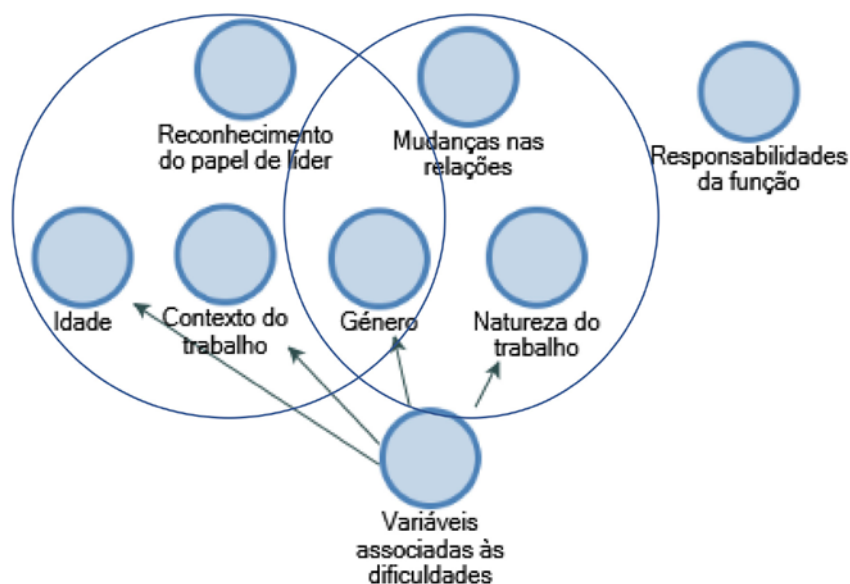 Reconhecimento
do papel de líder
Mudanças nas
relações
Responsabilidades
da função
Idade
Contexto do
trabalho
Género
Natureza do
trabalho
Variáveis
associadas às
dificuldades